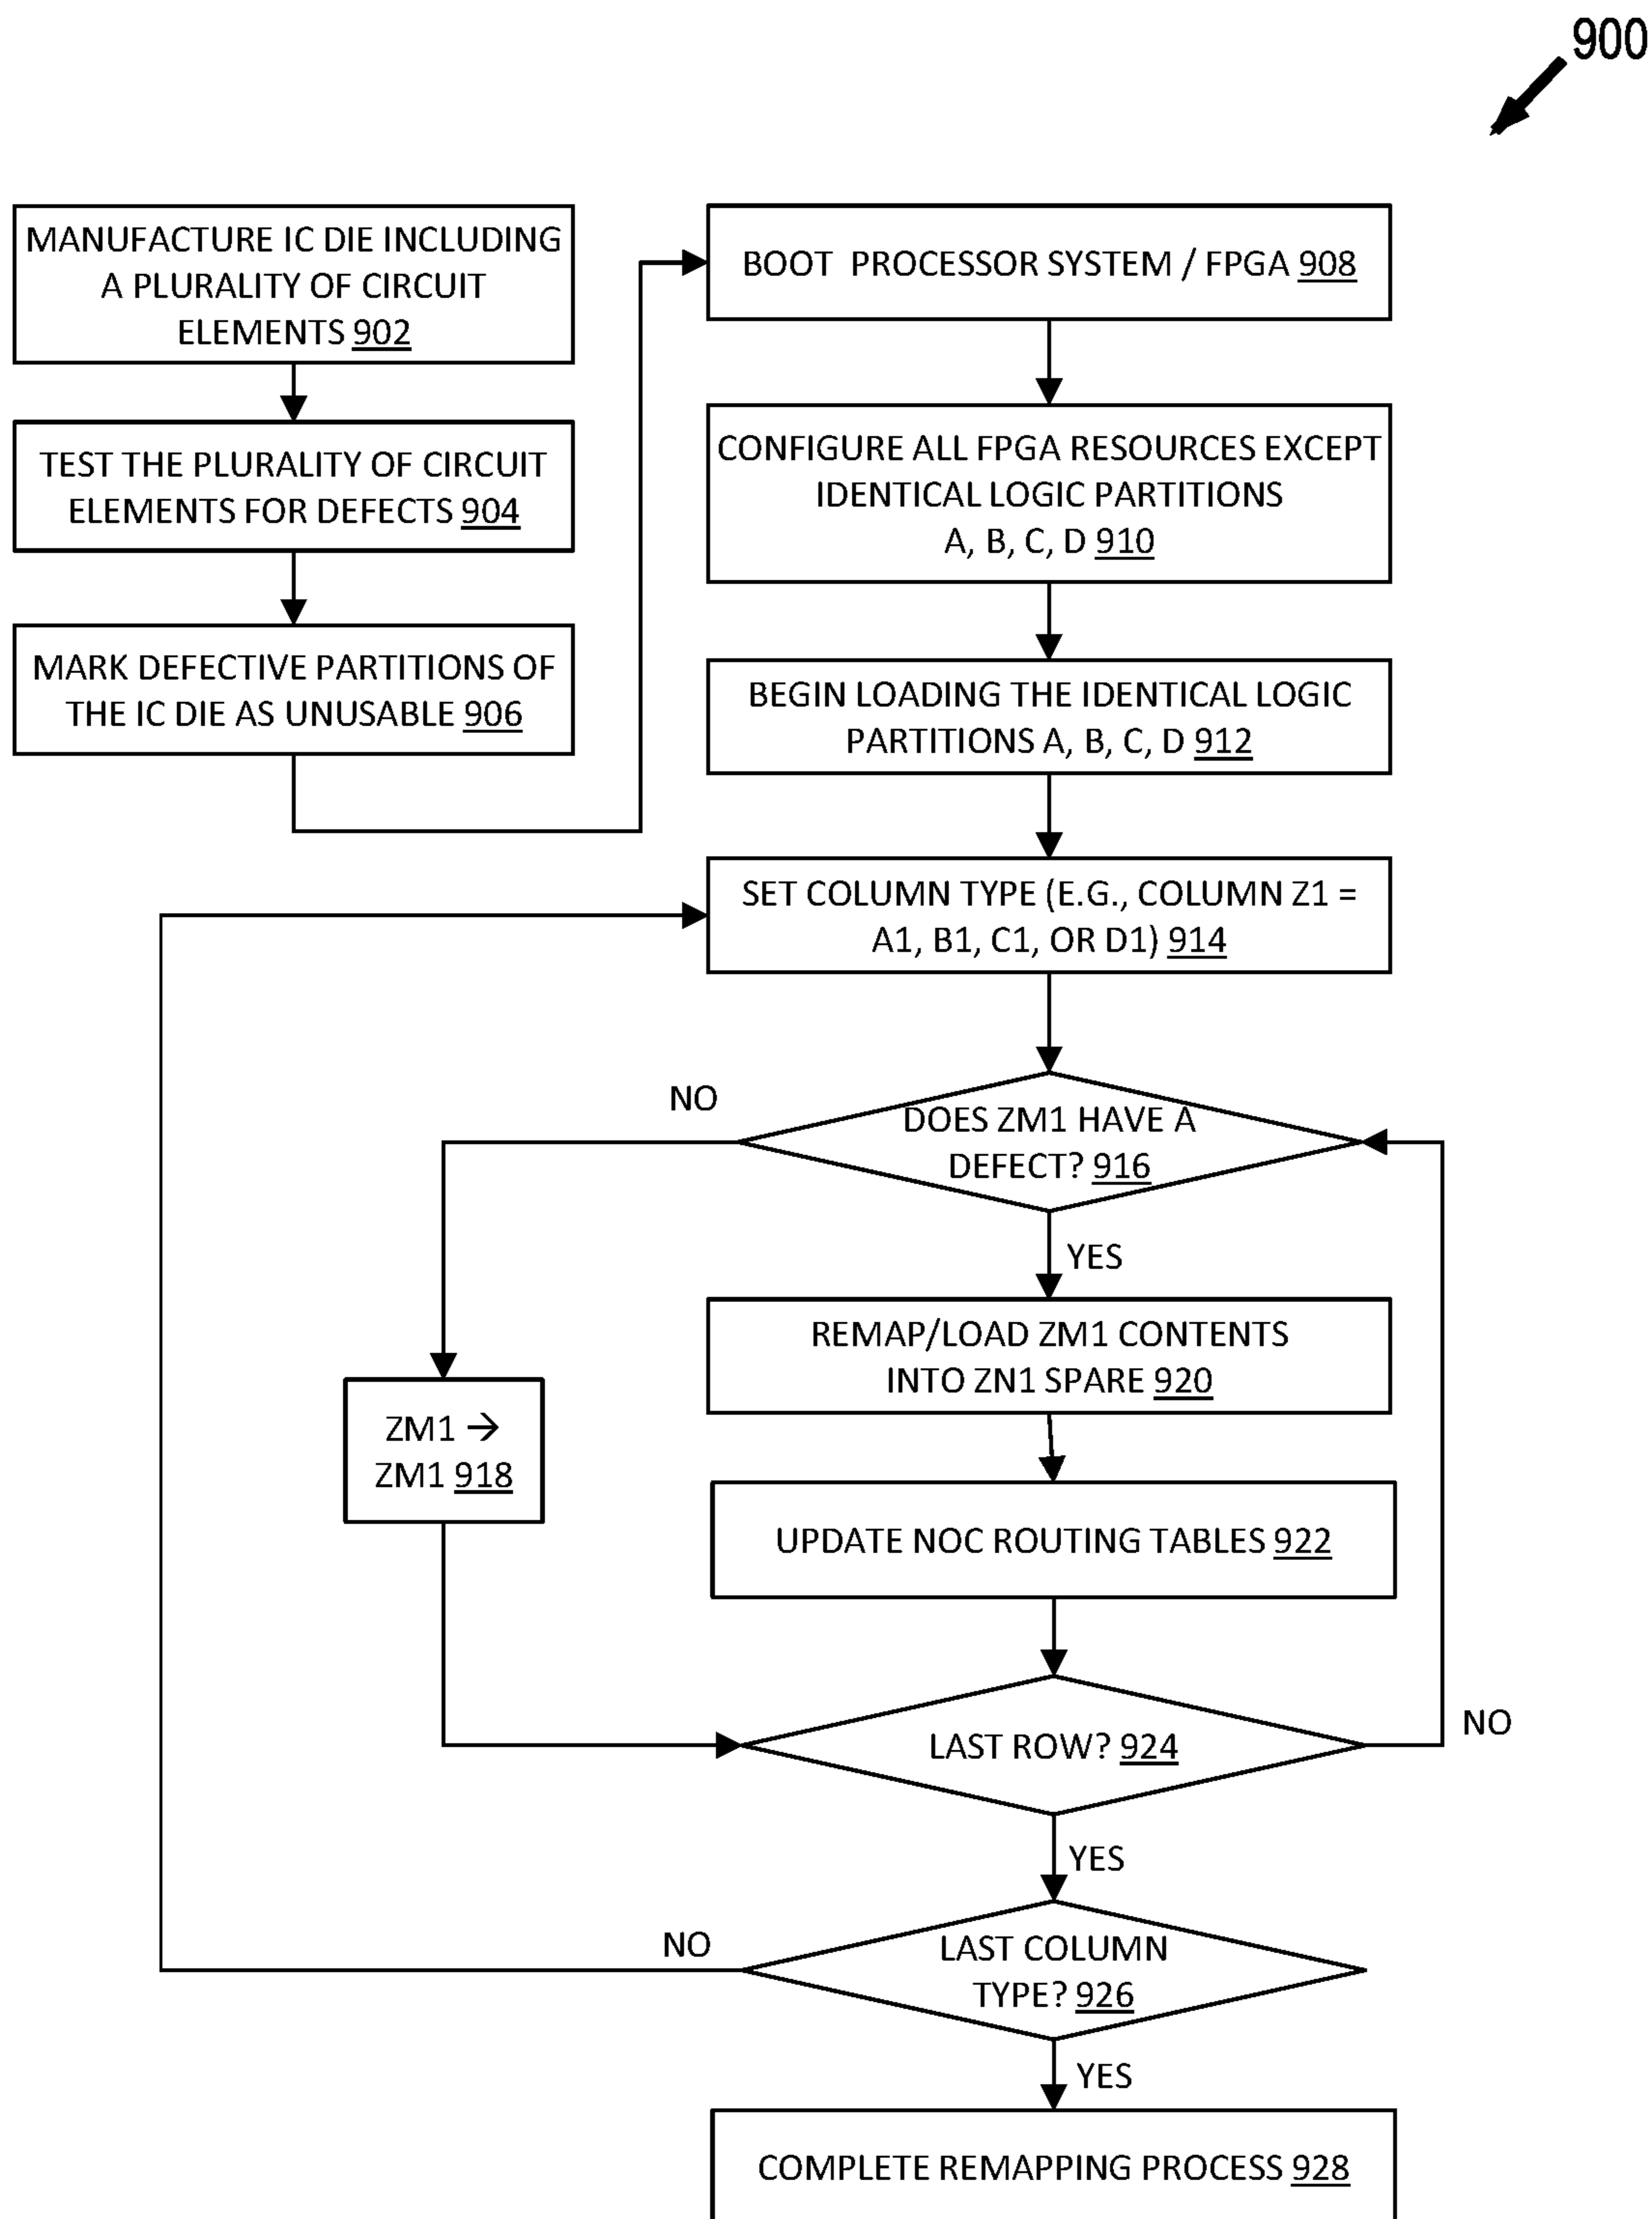 900
MANUFACTURE IC DIE INCLUDING
A PLURALITY OF CIRCUIT
ELEMENTS 902
TEST THE PLURALITY OF CIRCUIT
ELEMENTS FOR DEFECTS 904
MARK DEFECTIVE PARTITIONS OF
THE IC DIE AS UNUSABLE 906
BOOT PROCESSOR SYSTEM / FPGA 908
CONFIGURE ALL FPGA RESOURCES EXCEPT
IDENTICAL LOGIC PARTITIONS
A, B, C, D 910
BEGIN LOADING THE IDENTICAL LOGIC
PARTITIONS A, B, C, D 912
SET COLUMN TYPE (E.G., COLUMN Z1 =
A1, B1, C1, OR D1) 914
NO
DOES ZM1 HAVE A
DEFECT? 916
YES
REMAP/LOAD ZM1 CONTENTS
INTO ZN1 SPARE 920
ZM1 →
ZM1 918
UPDATE NOC ROUTING TABLES 922
LAST ROW? 924
NO
YES
NO
LAST COLUMN
TYPE? 926
YES
COMPLETE REMAPPING PROCESS 928